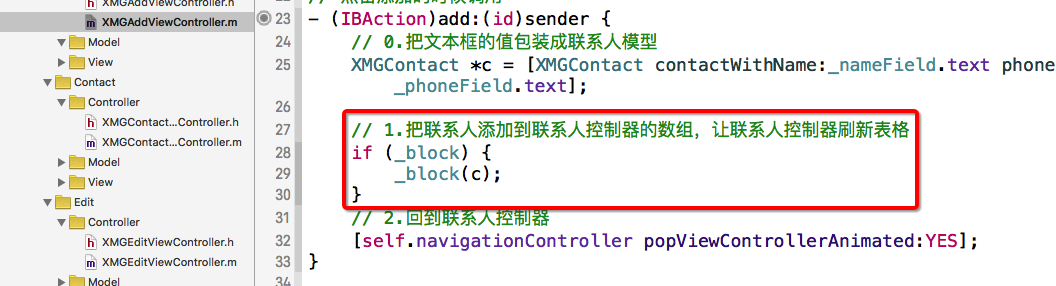 XMGAddViewController.h
XMGAddViewController.m
Model
View
Contact
Controller
XMGContact...Controller.h
XMGContact...Controller.m
Model
View
Edit
Controller
XMGEditViewController.h
XMGEditViewController.m
Model
23 - (IBAction)add:(id)sender {
24 // 0.把文本框的值包装成联系人模型
25 XMGContact *c = [XMGContact contactWithName:_nameField.text phone
_phoneField.text];
26
27 // 1.把联系人添加到联系人控制器的数组，让联系人控制器刷新表格
28 if (_block) {
29 _block(c);
30 }
31 // 2.回到联系人控制器
32 [self.navigationController popViewControllerAnimated:YES];
33 }
34